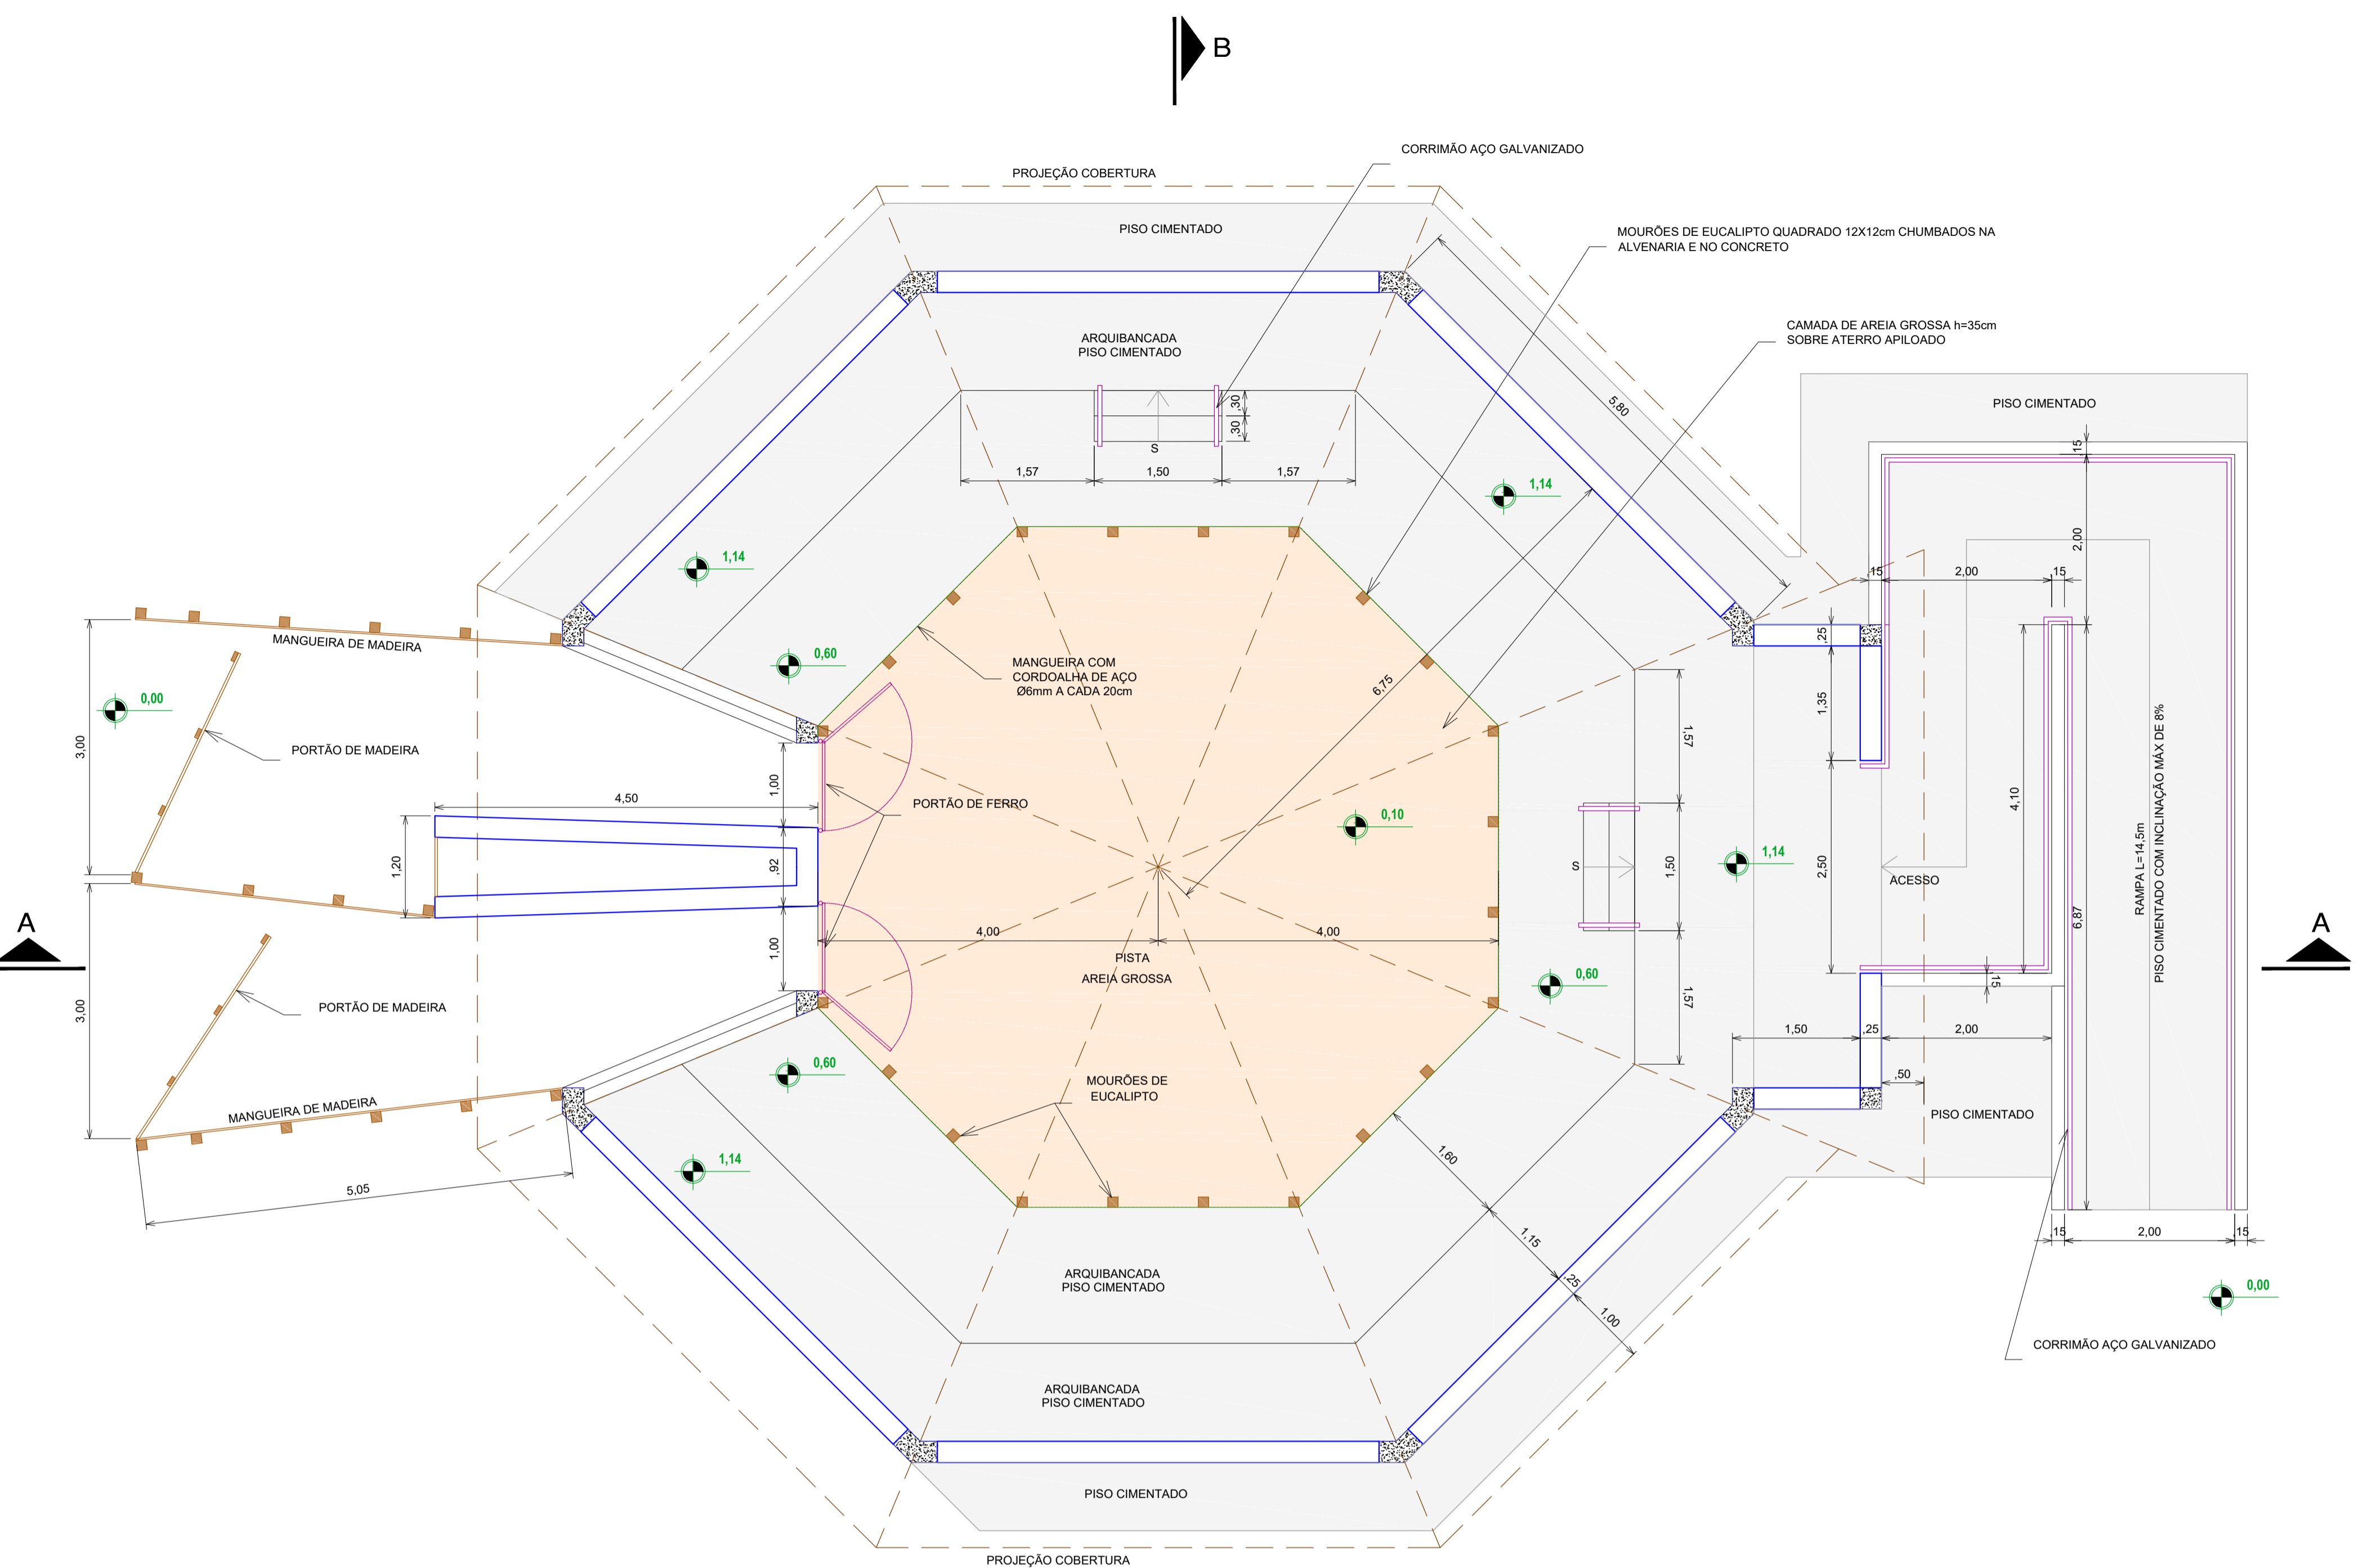 B
CORRIMÃO AÇO GALVANIZADO
PROJEÇÃO COBERTURA
PISO CIMENTADO
MOURÕES DE EUCALIPTO QUADRADO 12X12cm CHUMBADOS NA
ALVENARIA E NO CONCRETO
CAMADA DE AREIA GROSSA h=35cm
SOBRE ATERRO APILOADO
ARQUIBANCADA
PISO CIMENTADO
5,80
PISO CIMENTADO
,30
,30
S
1,57
1,50
1,57
,15
1,14
2,00
1,14
,15
2,00
,15
MANGUEIRA DE MADEIRA
,25
0,60
MANGUEIRA COM
CORDOALHA DE AÇO
Ø6mm A CADA 20cm
6,75
0,00
3,00
PORTÃO DE MADEIRA
1,35
1,57
4,50
1,00
PORTÃO DE FERRO
0,10
4,10
RAMPA L=14,5m
PISO CIMENTADO COM INCLINAÇÃO MÁX DE 8%
1,20
,92
S
1,50
1,14
2,50
ACESSO
6,87
A
A
4,00
4,00
1,00
PISTA
AREIA GROSSA
0,60
1,57
,15
3,00
PORTÃO DE MADEIRA
1,50
,25
2,00
0,60
MOURÕES DE
EUCALIPTO
,50
PISO CIMENTADO
MANGUEIRA DE MADEIRA
1,14
1,60
5,05
1,15
,15
2,00
,15
ARQUIBANCADA
PISO CIMENTADO
,25
0,00
1,00
CORRIMÃO AÇO GALVANIZADO
ARQUIBANCADA
PISO CIMENTADO
PISO CIMENTADO
PROJEÇÃO COBERTURA